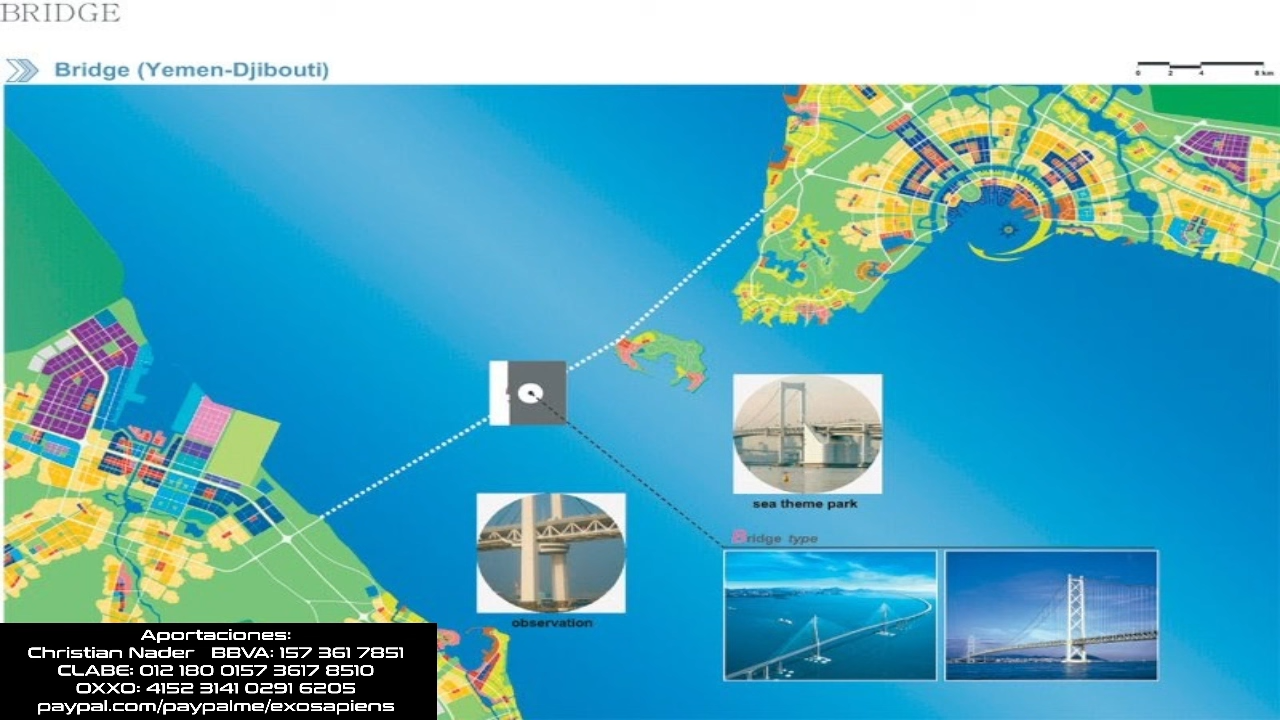 BRIDGE
Bridge (Yemen-Djibouti)
0 2 4 8 km
sea theme park
Bridge type
observation
Aportaciones:
Christian Nader BBVA: 157 361 7851
CLABE: 012 180 0157 3617 8510
OXXO: 4152 3141 0291 6205
paypal.com/paypalme/exosapiens